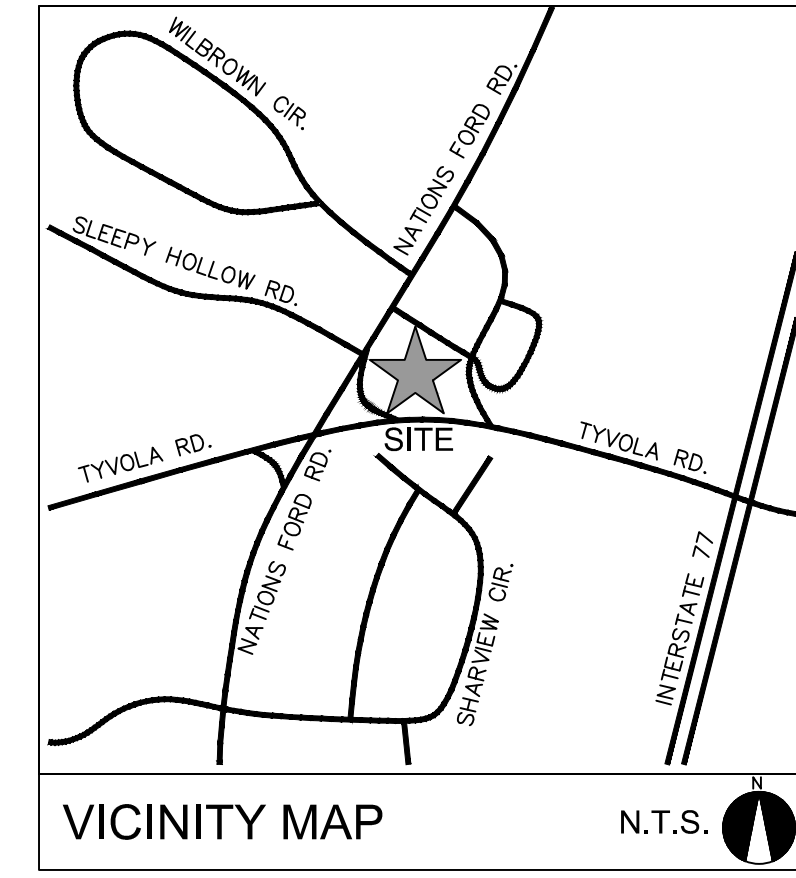 WILBROWN CIR.
NATIONS FORD RD.
SLEEPY HOLLOW RD.
SITE
TYVOLA RD.
TYVOLA RD.
NATIONS FORD RD.
INTERSTATE 77
SHARVIEW CIR.
VICINITY MAP
N.T.S.
N